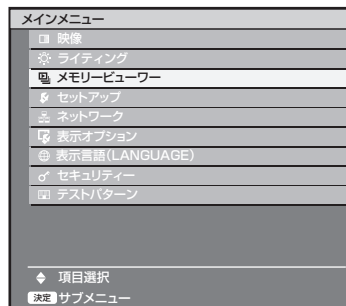 メインメニュー
映像
ライティング
メモリービューワー
セットアップ
ネットワーク
表示オプション
表示言語(LANGUAGE)
セキュリティー
テストパターン
項目選択
決定 サブメニュー